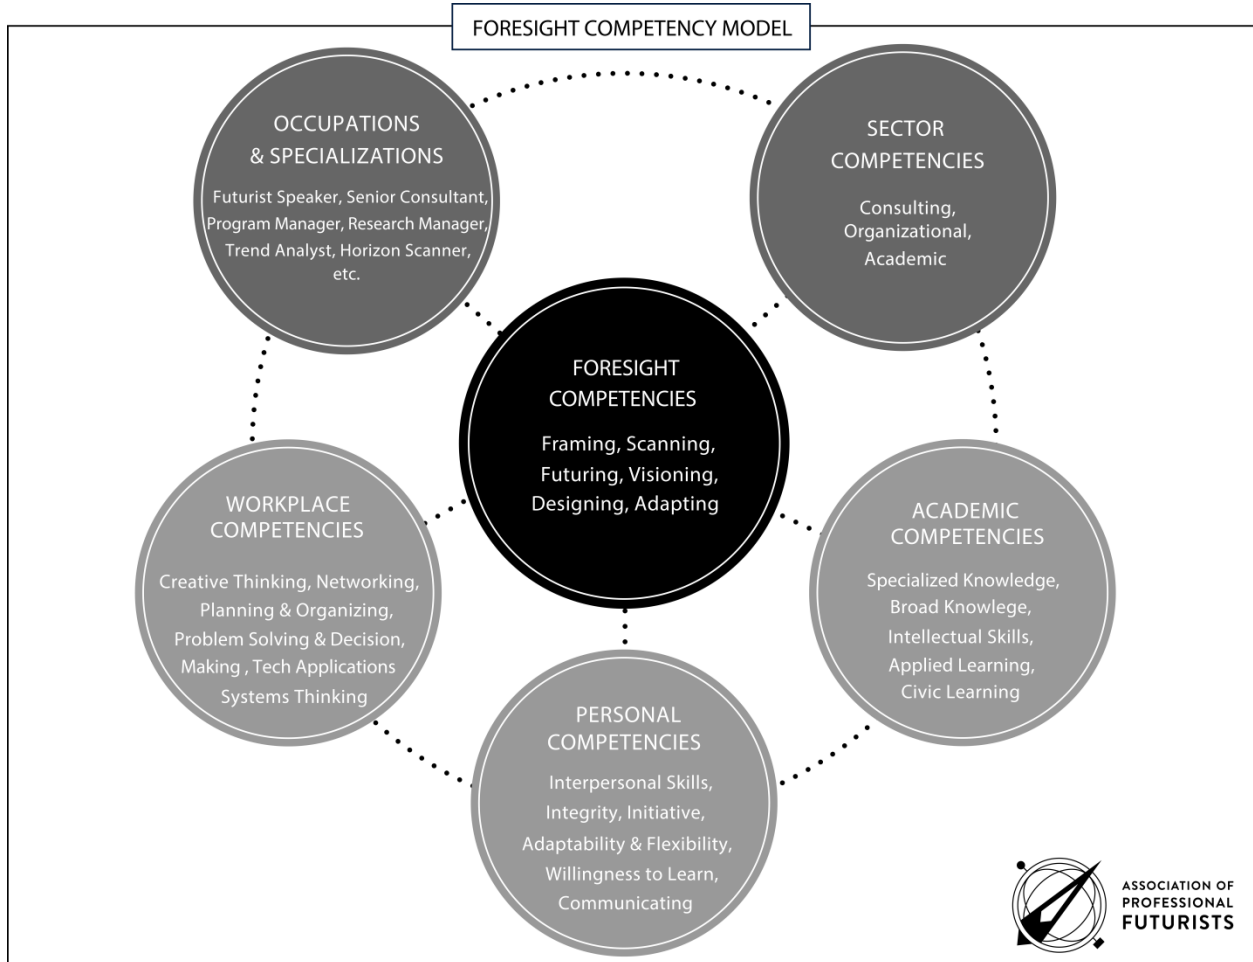 FORESIGHT COMPETENCY MODEL
OCCUPATIONS
& SPECIALIZATIONS
Futurist Speaker, Senior Consultant,
Program Manager, Research Manager,
Trend Analyst, Horizon Scanner,
etc.
SECTOR
COMPETENCIES
Consulting,
Organizational,
Academic
FORESIGHT
COMPETENCIES
Framing, Scanning,
Futuring, Visioning,
Designing, Adapting
WORKPLACE
COMPETENCIES
Creative Thinking, Networking,
Planning & Organizing,
Problem Solving & Decision,
Making , Tech Applications
Systems Thinking
ACADEMIC
COMPETENCIES
Specialized Knowledge,
Broad Knowlege,
Intellectual Skills,
Applied Learning,
Civic Learning
PERSONAL
COMPETENCIES
Interpersonal Skills,
Integrity, Initiative,
Adaptability & Flexibility,
Willingness to Learn,
Communicating
ASSOCIATION OF
PROFESSIONAL
FUTURISTS